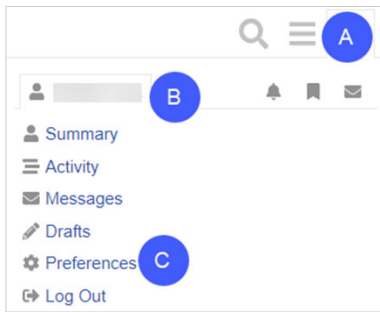 A
B
Summary
Activity
Messages
Drafts
Preferences
C
Log Out